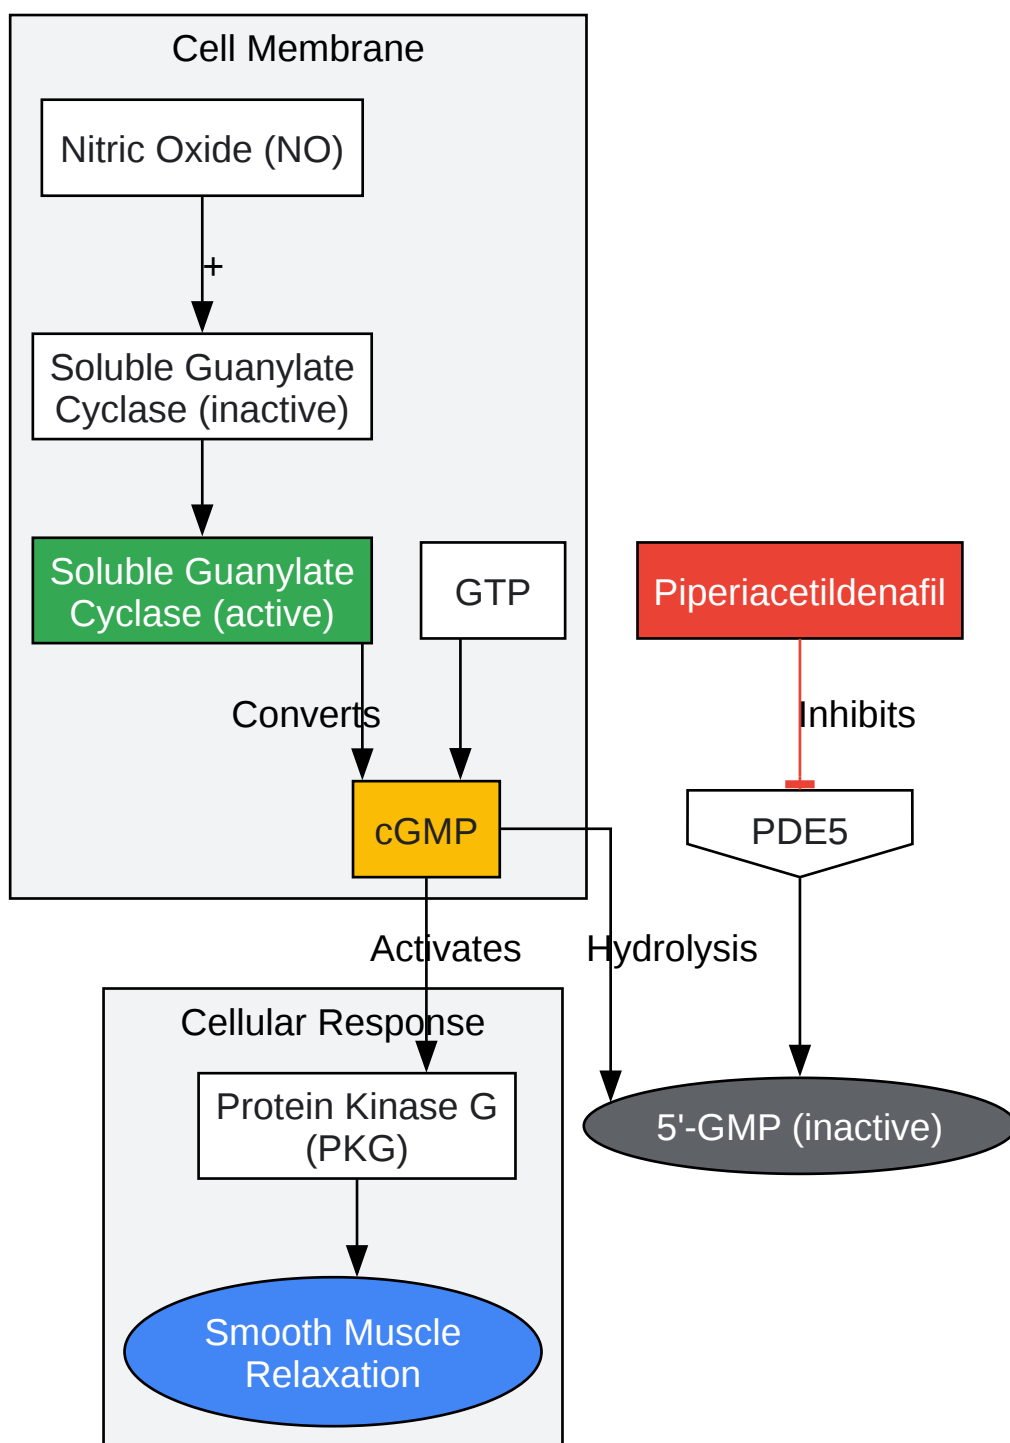 Cell Membrane
Nitric Oxide (NO)
+
Soluble Guanylate
Cyclase (inactive)
Soluble Guanylate
Cyclase (active)
GTP
Piperiacetildenafil
Converts
Inhibits
cGMP
PDE5
Activates
Hydrolysis
Cellular Response
Protein Kinase G
(PKG)
5'-GMP (inactive)
Smooth Muscle
Relaxation